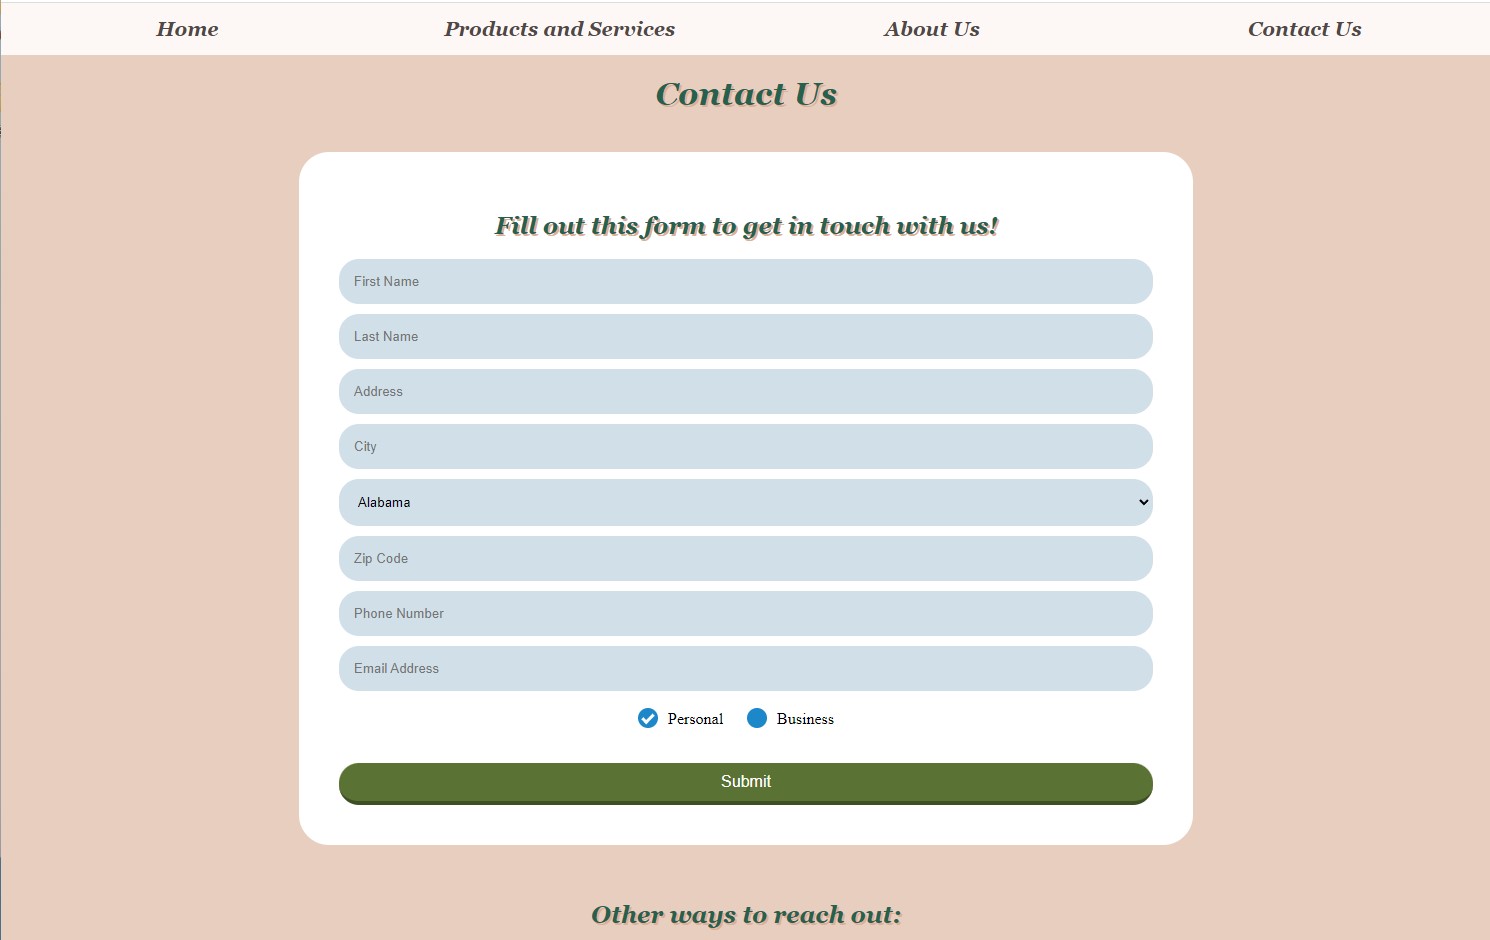 Home Products and Services About Us Contact Us
Contact Us
Fill out this form to get in touch with us!
First Name
Last Name
Address
City
Alabama
Zip Code
Phone Number
Email Address
Personal Business
Submit
Other ways to reach out: